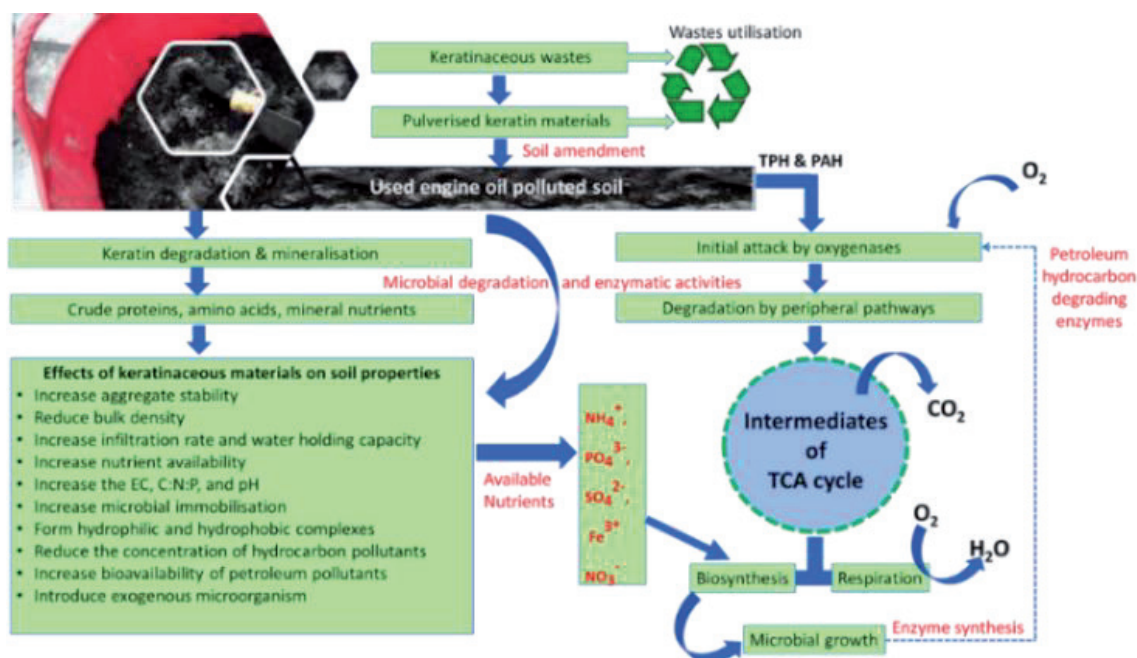 Wastes utilisation
Keratinaceous wastes
Pulverised keratin materials
Soil amendment
TPH & PAH
Used engine oil polluted soil
O2
Keratin degradation & mineralisation
Initial attack by oxygenases
Petroleum
hydrocarbon
degrading
enzymes
Microbial degradation and enzymatic activities
Crude proteins, amino acids, mineral nutrients
Degradation by peripheral pathways
Effects of keratinaceous materials on soil properties
• Increase aggregate stability
• Reduce bulk density
• Increase infiltration rate and water holding capacity
• Increase nutrient availability
• Increase the EC, C:N:P, and pH
• Increase microbial immobilisation
• Form hydrophilic and hydrophobic complexes
• Reduce the concentration of hydrocarbon pollutants
• Increase bioavailability of petroleum pollutants
• Introduce exogenous microorganism
Available
Nutrients
NH4+,
PO43-,
SO42-,
Fe3+
NO3-
CO2
Intermediates
of
TCA cycle
O2
H2O
Biosynthesis
Respiration
Microbial growth
Enzyme synthesis